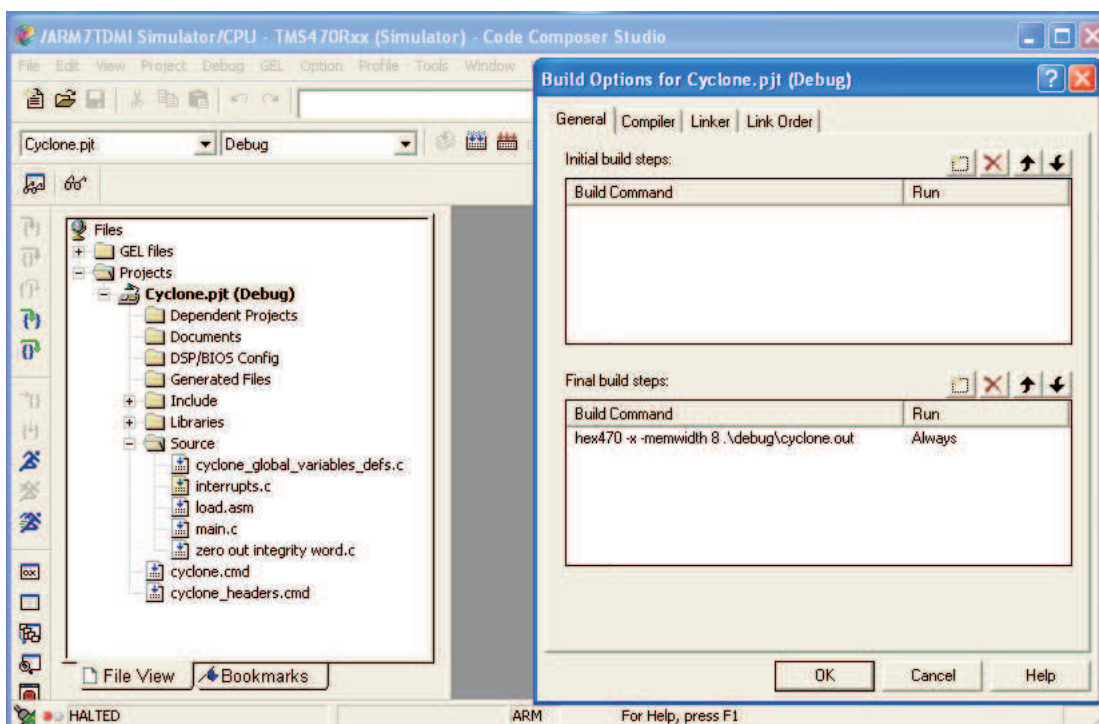 /ARM7TDMI Simulator/CPU - TMS470Rxx (Simulator) - Code Composer Studio
File Edit View Project Debug GEL Option Profile Tools Window
Cyclone.pjt Debug
Files
GEL files
Projects
Cyclone.pjt (Debug)
Dependent Projects
Documents
DSP/BIOS Config
Generated Files
Include
Libraries
Source
cyclone_global_variables_defs.c
interrupts.c
load.asm
main.c
zero out integrity word.c
cyclone.cmd
cyclone_headers.cmd
File View Bookmarks
Build Options for Cyclone.pjt (Debug)
General Compiler Linker Link Order
Initial build steps:
Build Command Run
Final build steps:
Build Command Run
hex470 -x -memwidth 8 .\debug\cyclone.out Always
OK Cancel Help
HALTED ARM For Help, press F1